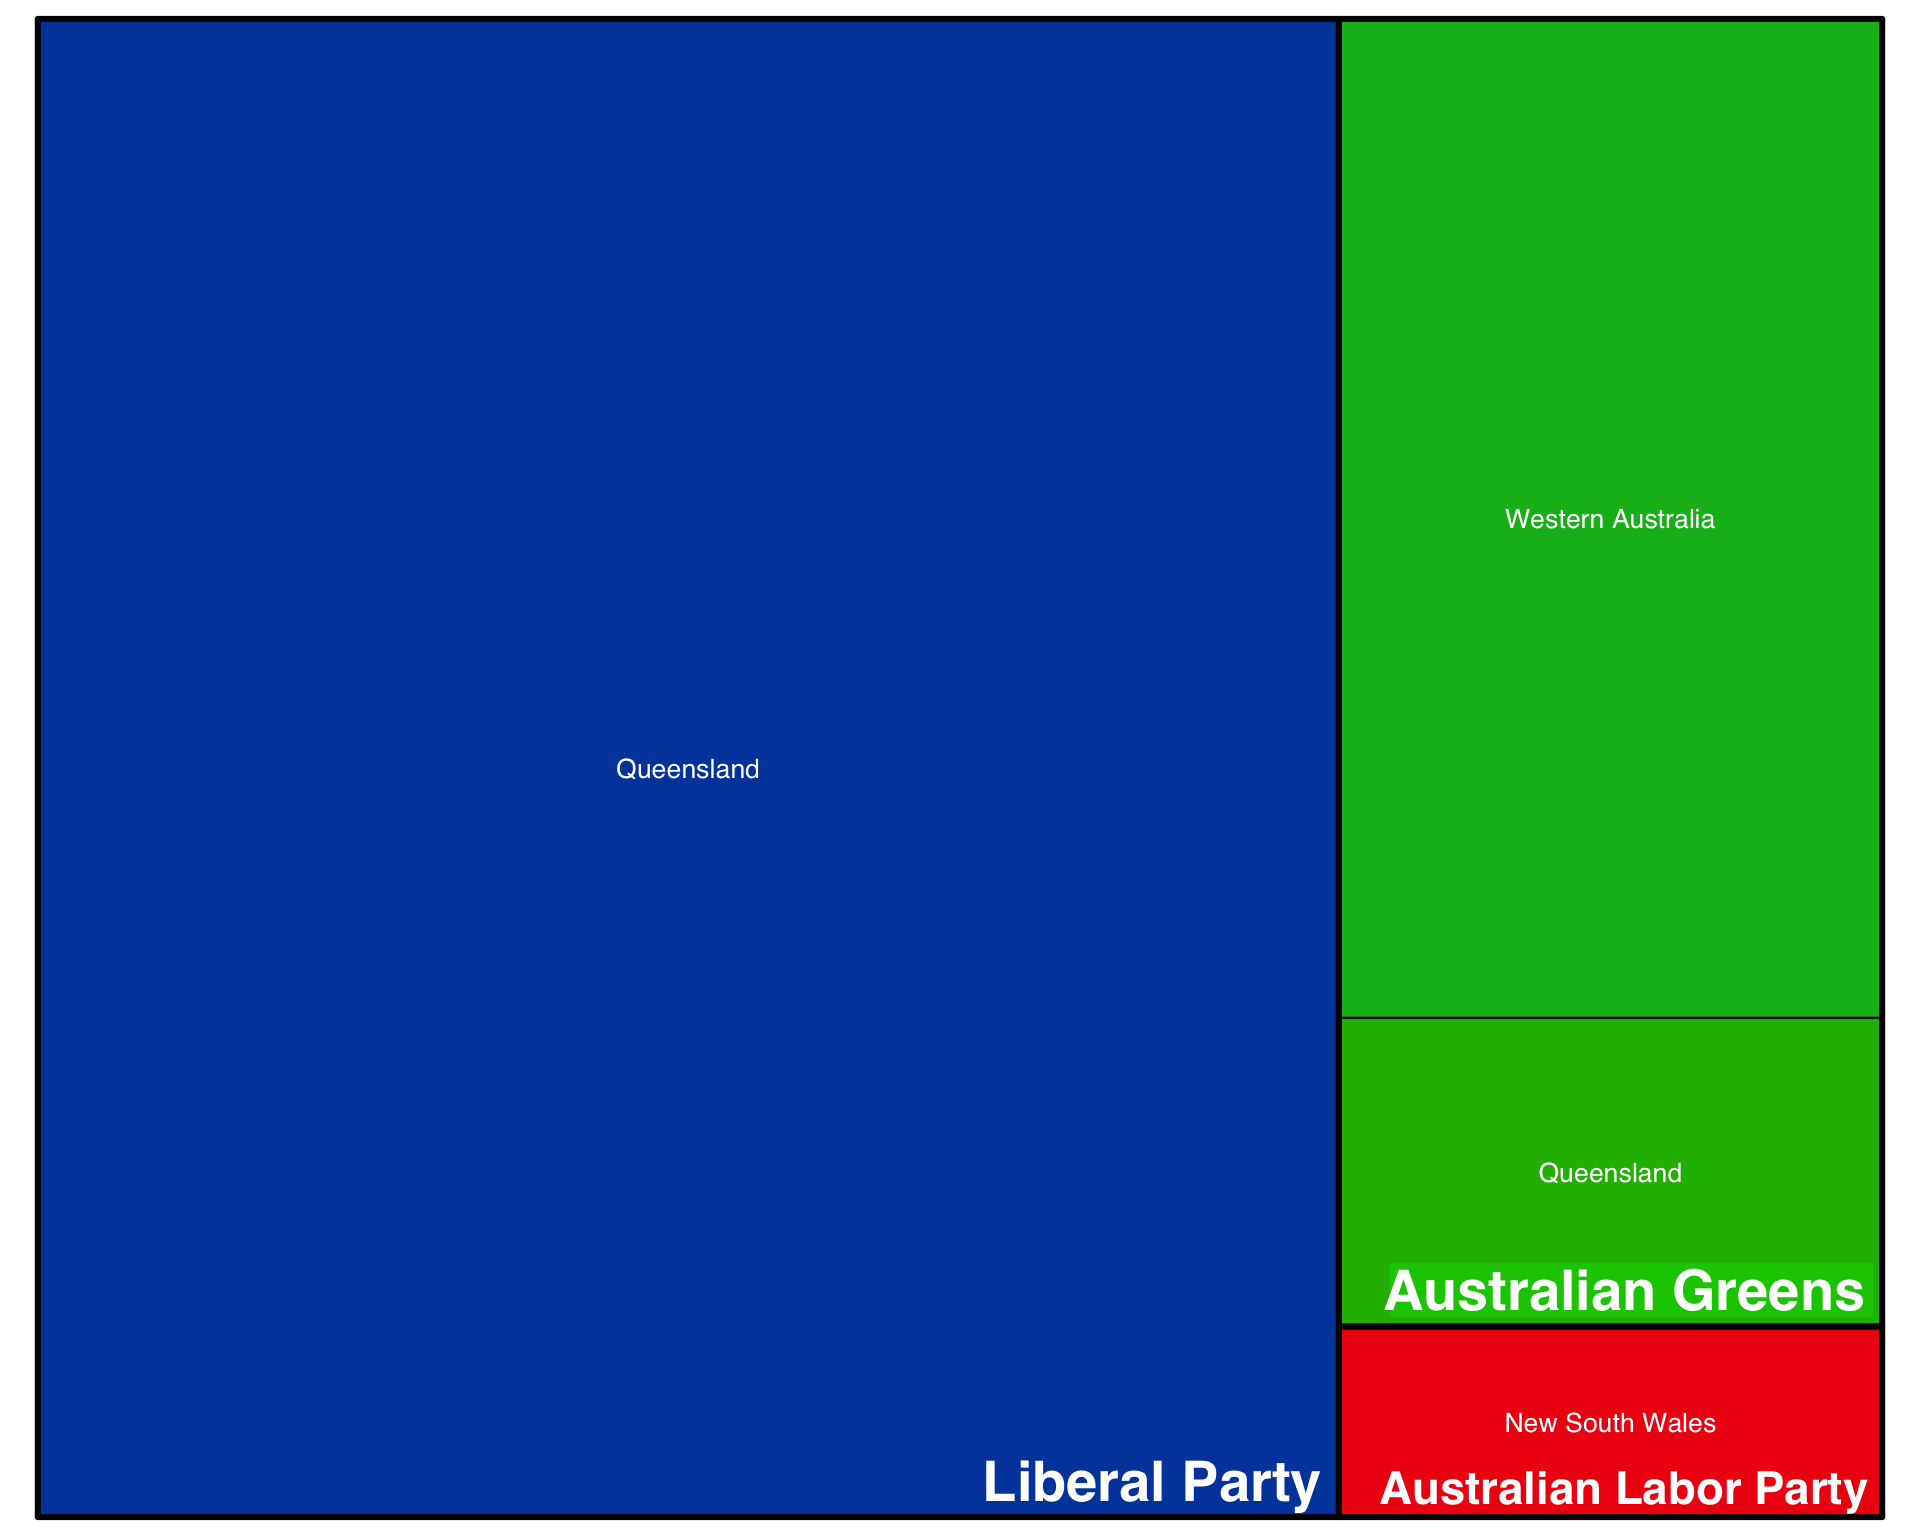 Queensland
Liberal Party
Western Australia
Queensland
Australian Greens
New South Wales
Australian Labor Party